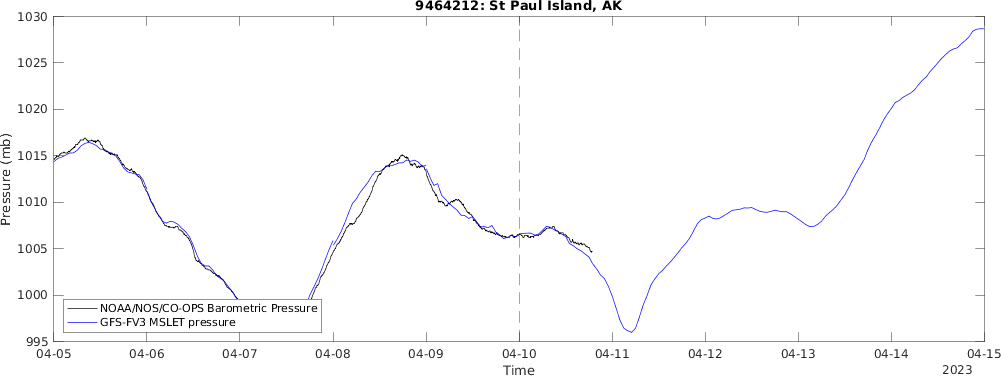 9464212: St Paul Island, AK
Pressure (mb)
1030
1025
1020
1015
1010
1005
1000
995
NOAA/NOS/CO-OPS Barometric Pressure
GFS-FV3 MSLET pressure
04-05 04-06 04-07 04-08 04-09 04-10 04-11 04-12 04-13 04-14 04-15
Time
2023